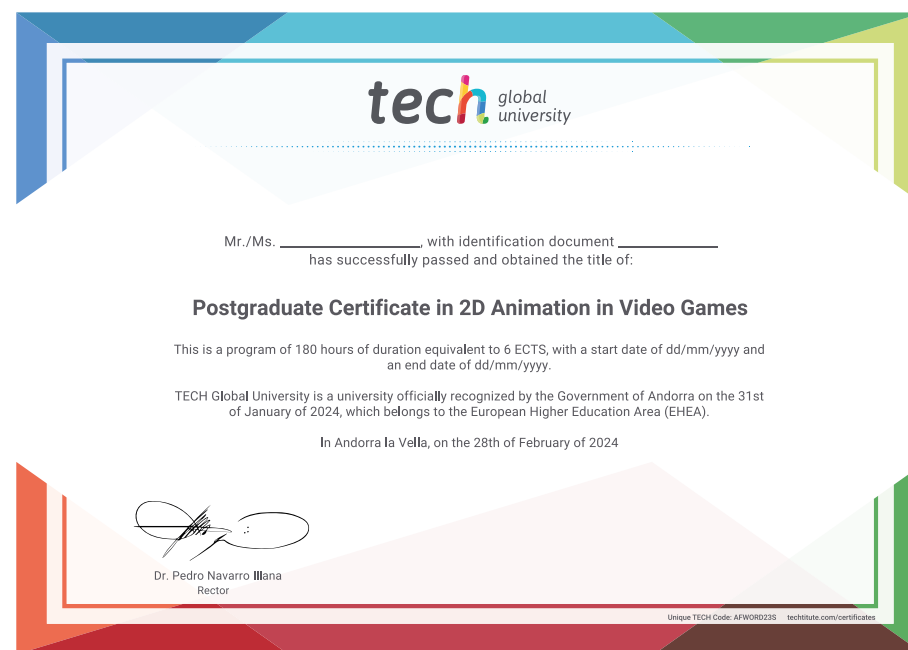 tech global
university
Mr./Ms. ____________, with identification document ____________
has successfully passed and obtained the title of:
Postgraduate Certificate in 2D Animation in Video Games
This is a program of 180 hours of duration equivalent to 6 ECTS, with a start date of dd/mm/yyyy and
an end date of dd/mm/yyyy.
TECH Global University is a university officially recognized by the Government of Andorra on the 31st
of January of 2024, which belongs to the European Higher Education Area (EHEA).
In Andorra la Vella, on the 28th of February of 2024
Dr. Pedro Navarro Illana
Rector
Unique TECH Code: AFWORD23S techtitute.com/certificates